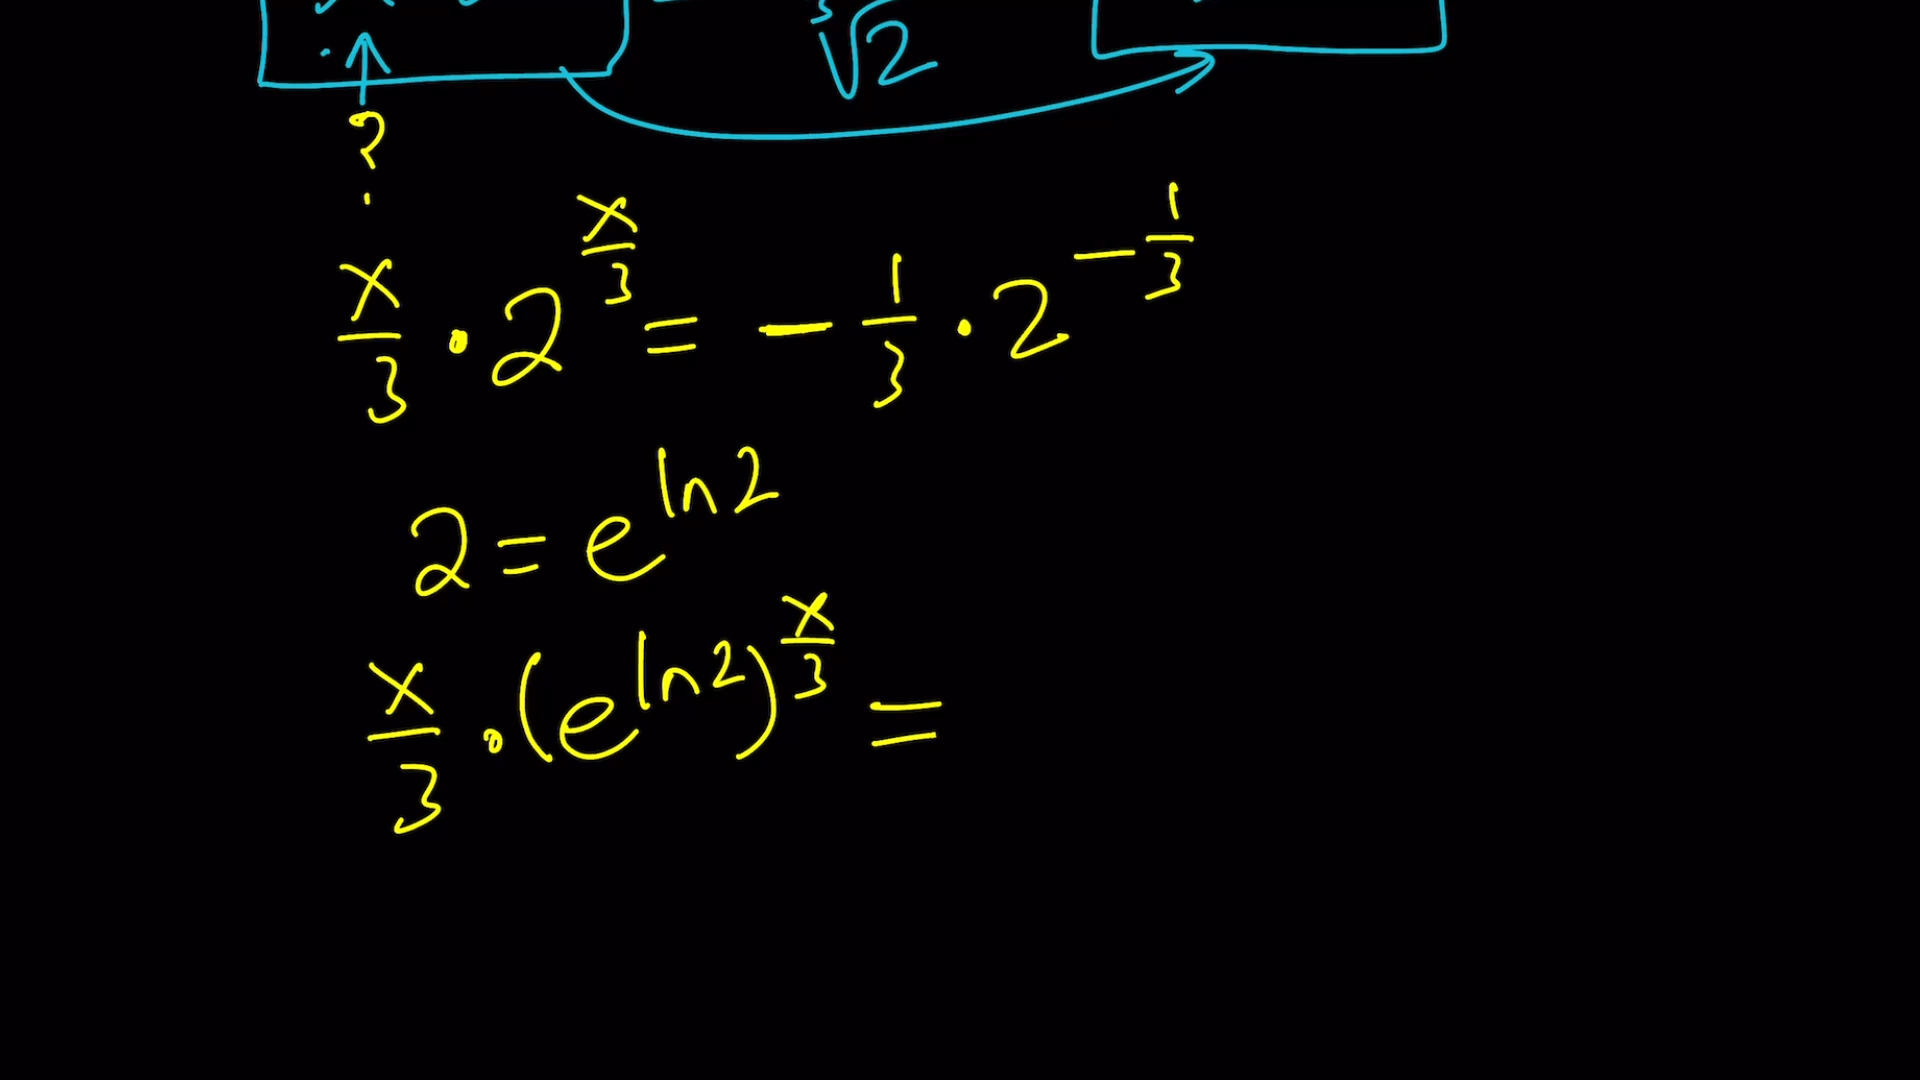 ∛2
?
x/3 · 2^(x/3) = - 1/3 · 2^(-1/3)
2 = e^(ln2)
x/3 · (e^(ln2))^(x/3) =